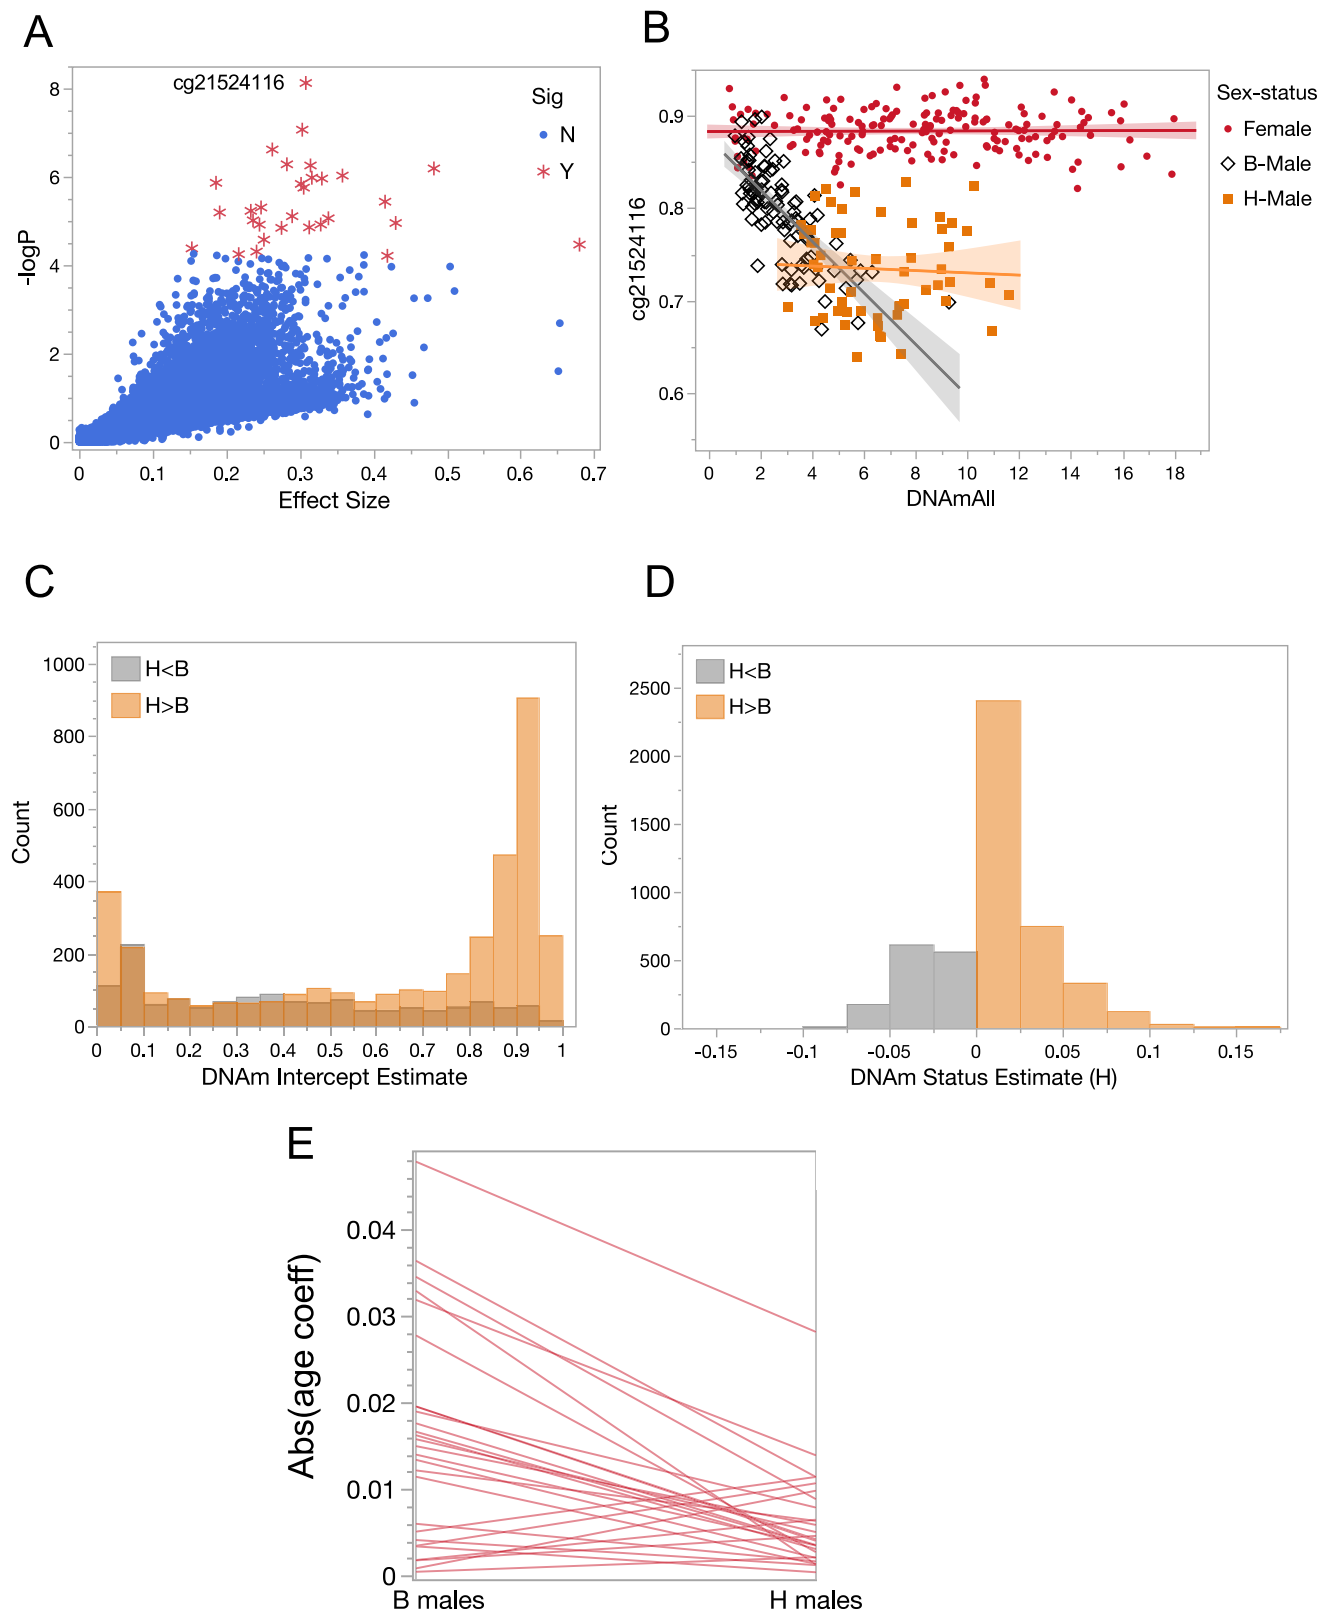 A
cg21524116
Sig
N
Y
8
6
4
2
0
-logP
0 0.1 0.2 0.3 0.4 0.5 0.6 0.7
Effect Size
B
Sex-status
Female
B-Male
H-Male
0.9
0.8
0.7
0.6
cg21524116
0 2 4 6 8 10 12 14 16 18
DNAmAll
C
H<B
H>B
1000
800
600
400
200
0
Count
0 0.1 0.2 0.3 0.4 0.5 0.6 0.7 0.8 0.9 1
DNAm Intercept Estimate
D
H<B
H>B
2500
2000
1500
1000
500
0
Count
-0.15 -0.1 -0.05 0 0.05 0.1 0.15
DNAm Status Estimate (H)
E
0.04
0.03
0.02
0.01
0
Abs(age coeff)
B males H males